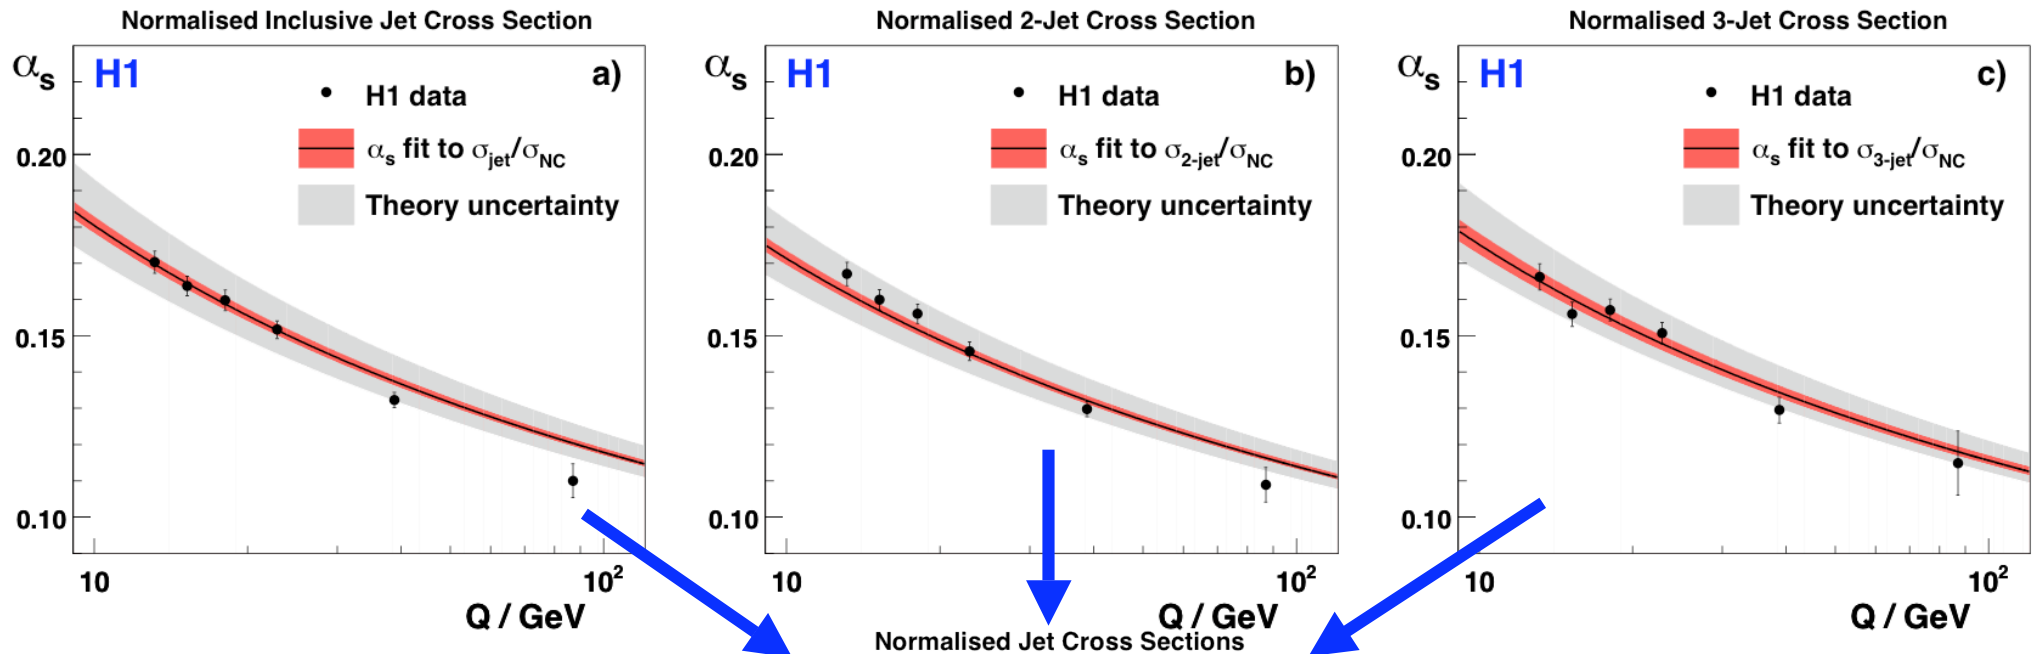 Normalised Inclusive Jet Cross Section
αs
H1
a)
H1 data
αs fit to σjet/σNC
Theory uncertainty
0.20
0.15
0.10
10
10²
Q / GeV
Normalised 2-Jet Cross Section
αs
H1
b)
H1 data
αs fit to σ2-jet/σNC
Theory uncertainty
0.20
0.15
0.10
10
10²
Q / GeV
Normalised 3-Jet Cross Section
αs
H1
c)
H1 data
αs fit to σ3-jet/σNC
Theory uncertainty
0.20
0.15
0.10
10
10²
Q / GeV
Normalised Jet Cross Sections